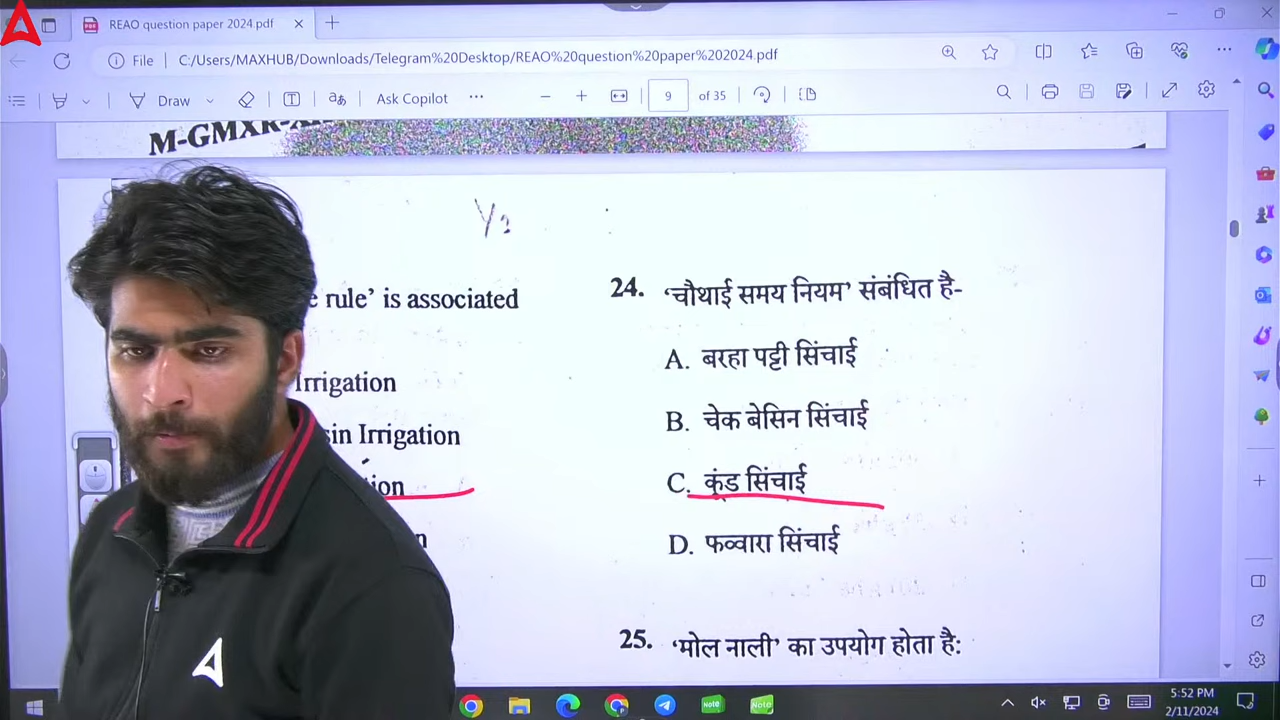 REAO question paper 2024.pdf
File
C:/Users/MAXHUB/Downloads/Telegram%20Desktop/REAO%20question%20paper%202024.pdf
Draw
Ask Copilot
9 of 35
M-GMXR-
e rule’ is associated
Irrigation
sin Irrigation
ion
n
24. ‘चौथाई समय नियम’ संबंधित है-
A. बरहा पट्टी सिंचाई
B. चेक बेसिन सिंचाई
C. कूंड सिंचाई
D. फव्वारा सिंचाई
25. ‘मोल नाली’ का उपयोग होता है:
Note
Note
5:52 PM
2/11/2024